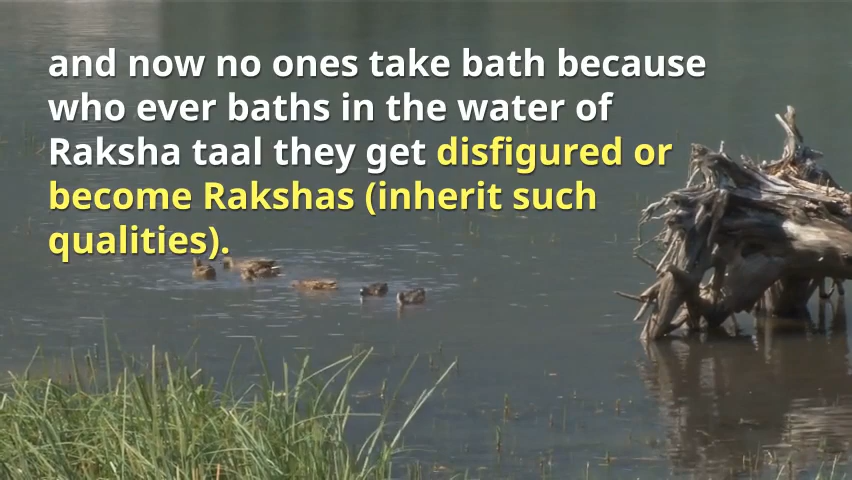 and now no ones take bath because
who ever baths in the water of
Raksha taal they get disfigured or
become Rakshas (inherit such
qualities).